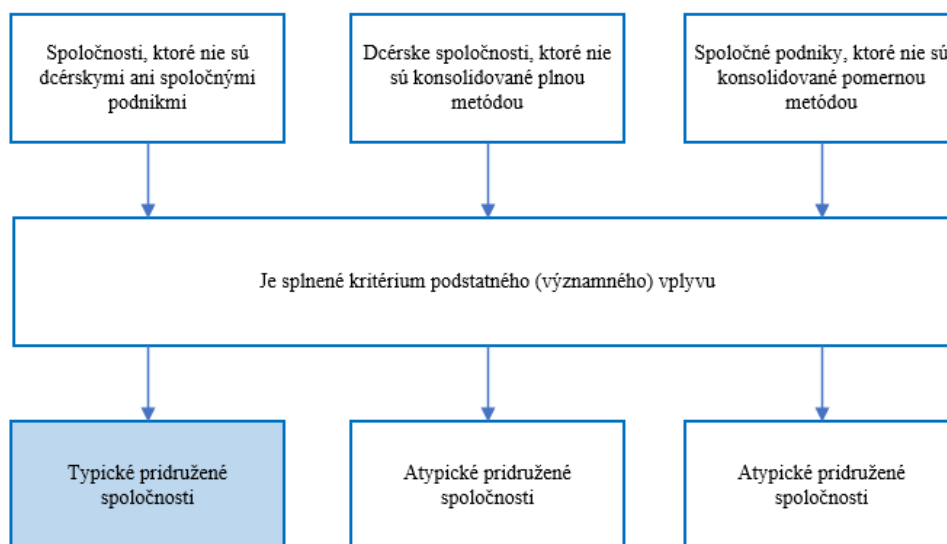 Spoločnosti, ktoré nie sú
dcérskymi ani spoločnými
podnikmi
Dcérske spoločnosti, ktoré nie
sú konsolidované plnou
metódou
Spoločné podniky, ktoré nie sú
konsolidované pomernou
metódou
Je splnené kritérium podstatného (významného) vplyvu
Typické pridružené
spoločnosti
Atypické pridružené
spoločnosti
Atypické pridružené
spoločnosti